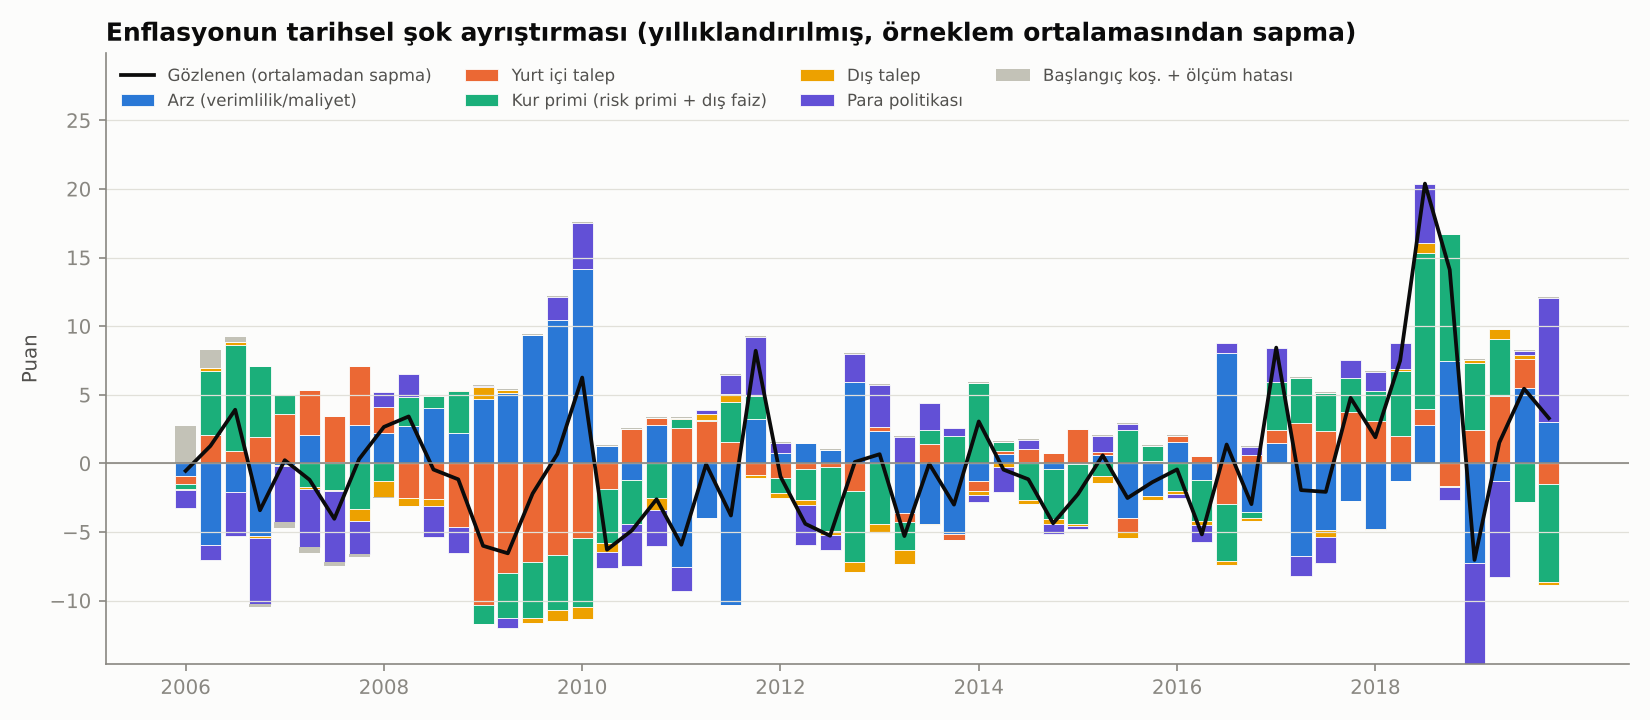 Enflasyonun tarihsel şok ayrıştırması (yıllıklandırılmış, örneklem ortalamasından sapma)
Gözlenen (ortalamadan sapma)
Arz (verimlilik/maliyet)
Yurt içi talep
Kur primi (risk primi + dış faiz)
Dış talep
Para politikası
Başlangıç koş. + ölçüm hatası
Puan
25
20
15
10
5
0
−5
−10
2006 2008 2010 2012 2014 2016 2018